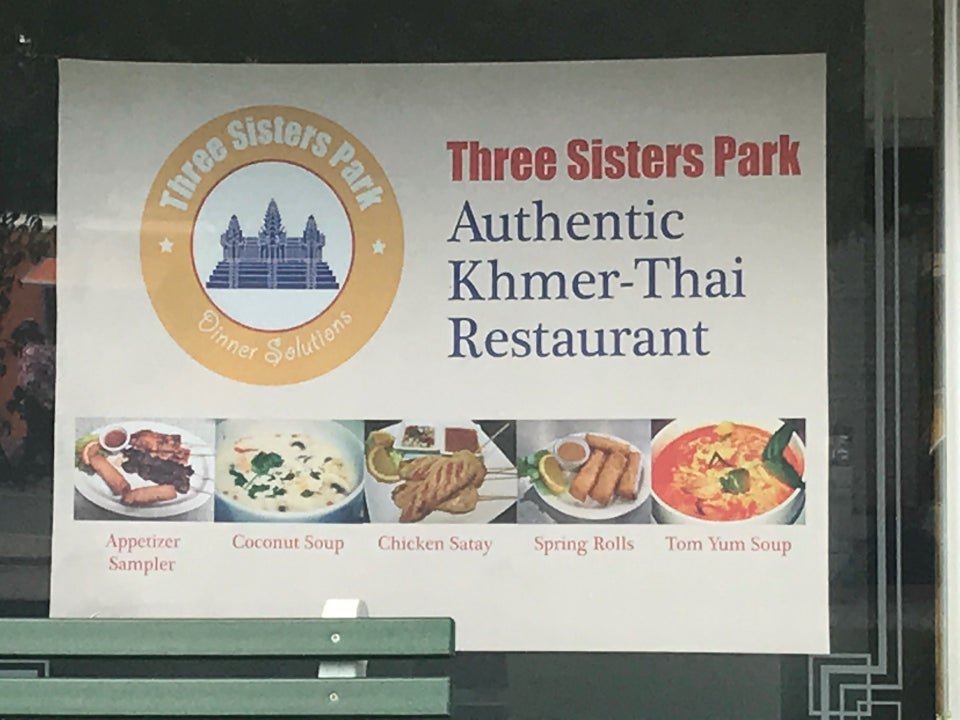 Three Sisters Park
Dinner Solutions
Three Sisters Park
Authentic
Khmer-Thai
Restaurant
Appetizer
Sampler
Coconut Soup
Chicken Satay
Spring Rolls
Tom Yum Soup